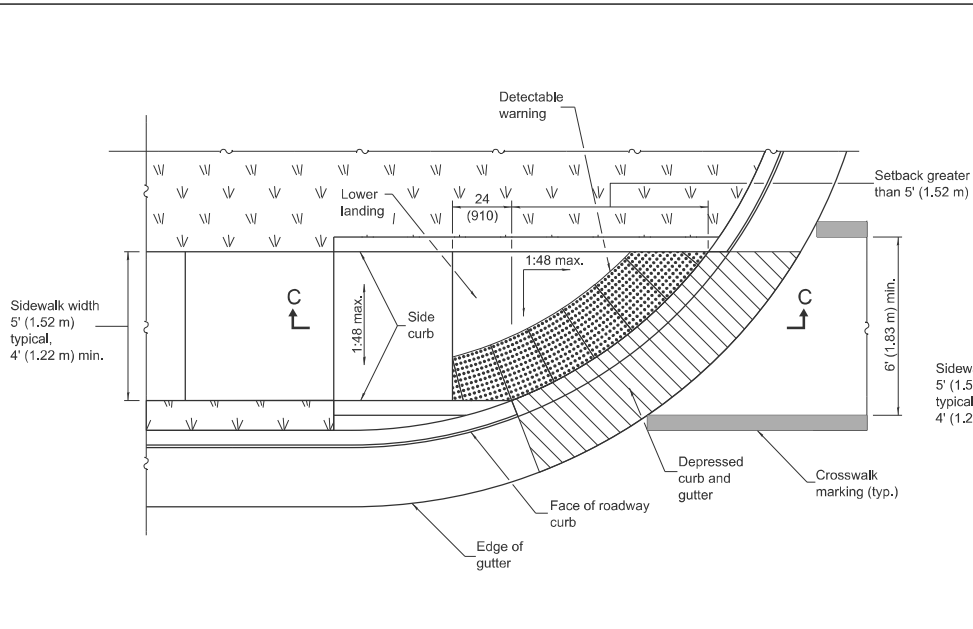 Detectable
warning
Setback greater
than 5' (1.52 m)
Lower
landing
24
(910)
1:48 max.
Sidewalk width
5' (1.52 m)
typical,
4' (1.22 m) min.
C
1:48 max.
Side
curb
C
6' (1.83 m) min.
Sidew
5' (1.5
typical
4' (1.2
Depressed
curb and
gutter
Crosswalk
marking (typ.)
Face of roadway
curb
Edge of
gutter